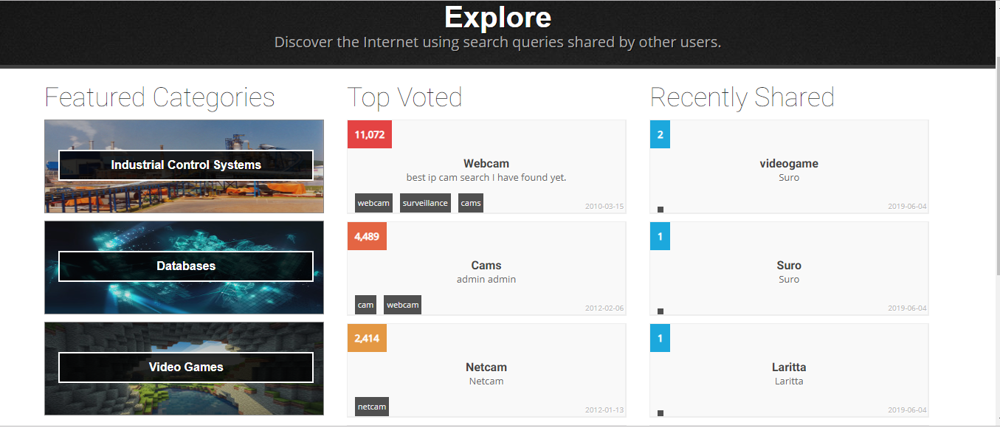 Explore
Discover the Internet using search queries shared by other users.
Featured Categories
Industrial Control Systems
Databases
Video Games
Top Voted
11,072
Webcam
best ip cam search I have found yet.
webcam surveillance cams
2010-03-15
4,489
Cams
admin admin
cam webcam
2012-02-06
2,414
Netcam
Netcam
netcam
2012-01-13
Recently Shared
2
videogame
Suro
2019-06-04
1
Suro
Suro
2019-06-04
1
Laritta
Laritta
2019-06-04